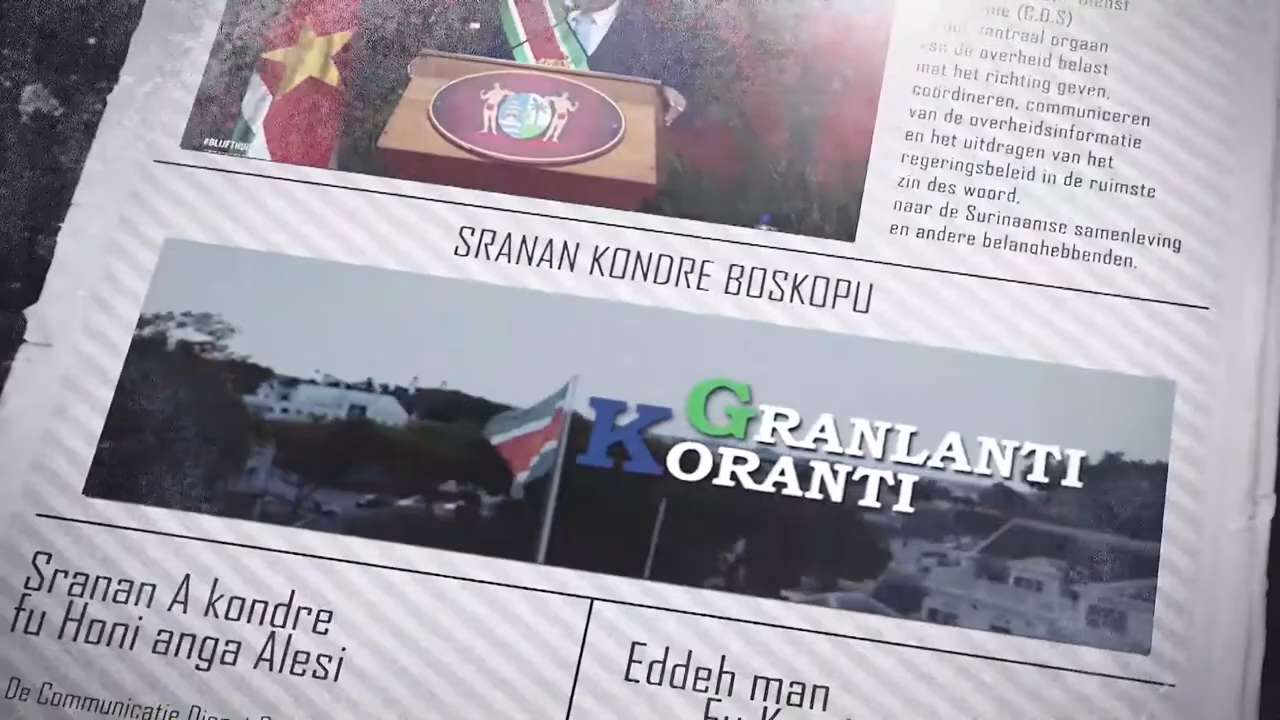 #BLIJFTHUIS
(C.D.S)
centraal orgaan
van de overheid belast
mat het richting geven,
coördineren, communiceren
van de overheidsinformatie
en het uitdragen van het
regeringsbeleid in de ruimste
zin des woord,
naar de Surinaamse samenleving
en andere belanghebbenden.
SRANAN KONDRE BOSKOPU
GRANLANTI
KORANTI
Sranan A kondre
fu Honi anga Alesi
De Communicatie Dienst
Eddeh man